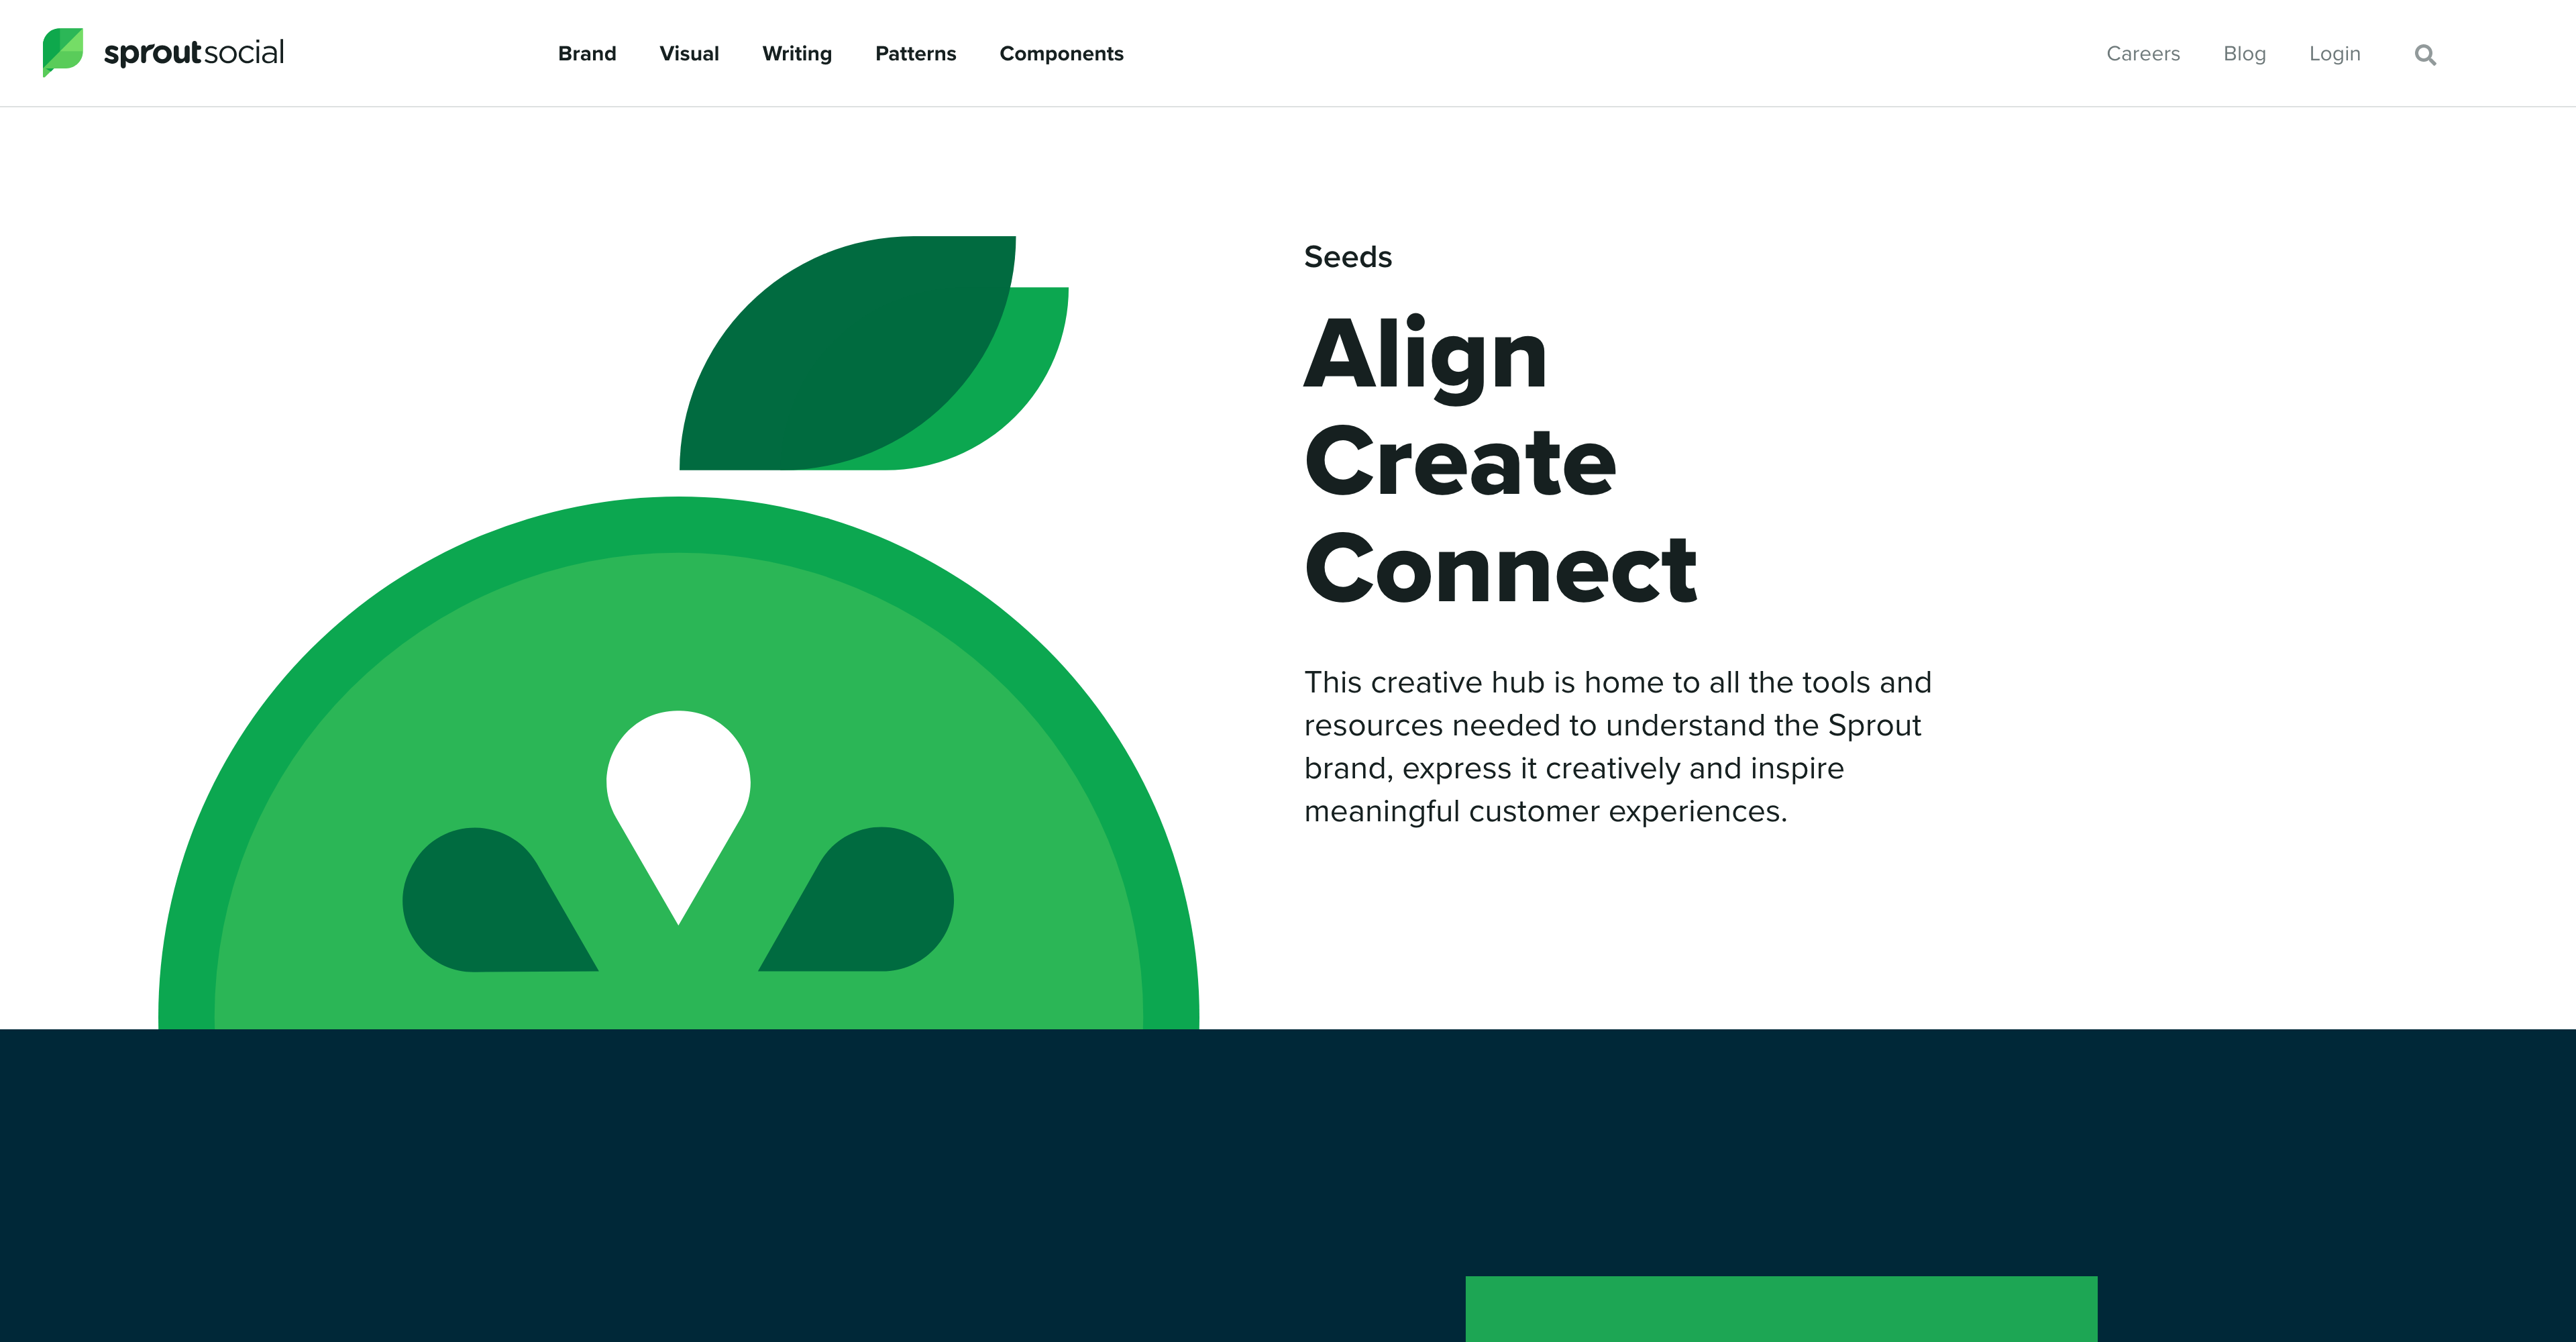 sproutsocial
Brand Visual Writing Patterns Components
Careers Blog Login
Seeds
Align
Create
Connect
This creative hub is home to all the tools and
resources needed to understand the Sprout
brand, express it creatively and inspire
meaningful customer experiences.